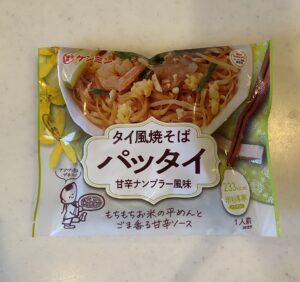 ケンミン
タイ風焼そば
パッタイ
甘辛ナンプラー風味
もちもちお米の平めんと
ごま香る甘辛ソース
1人前